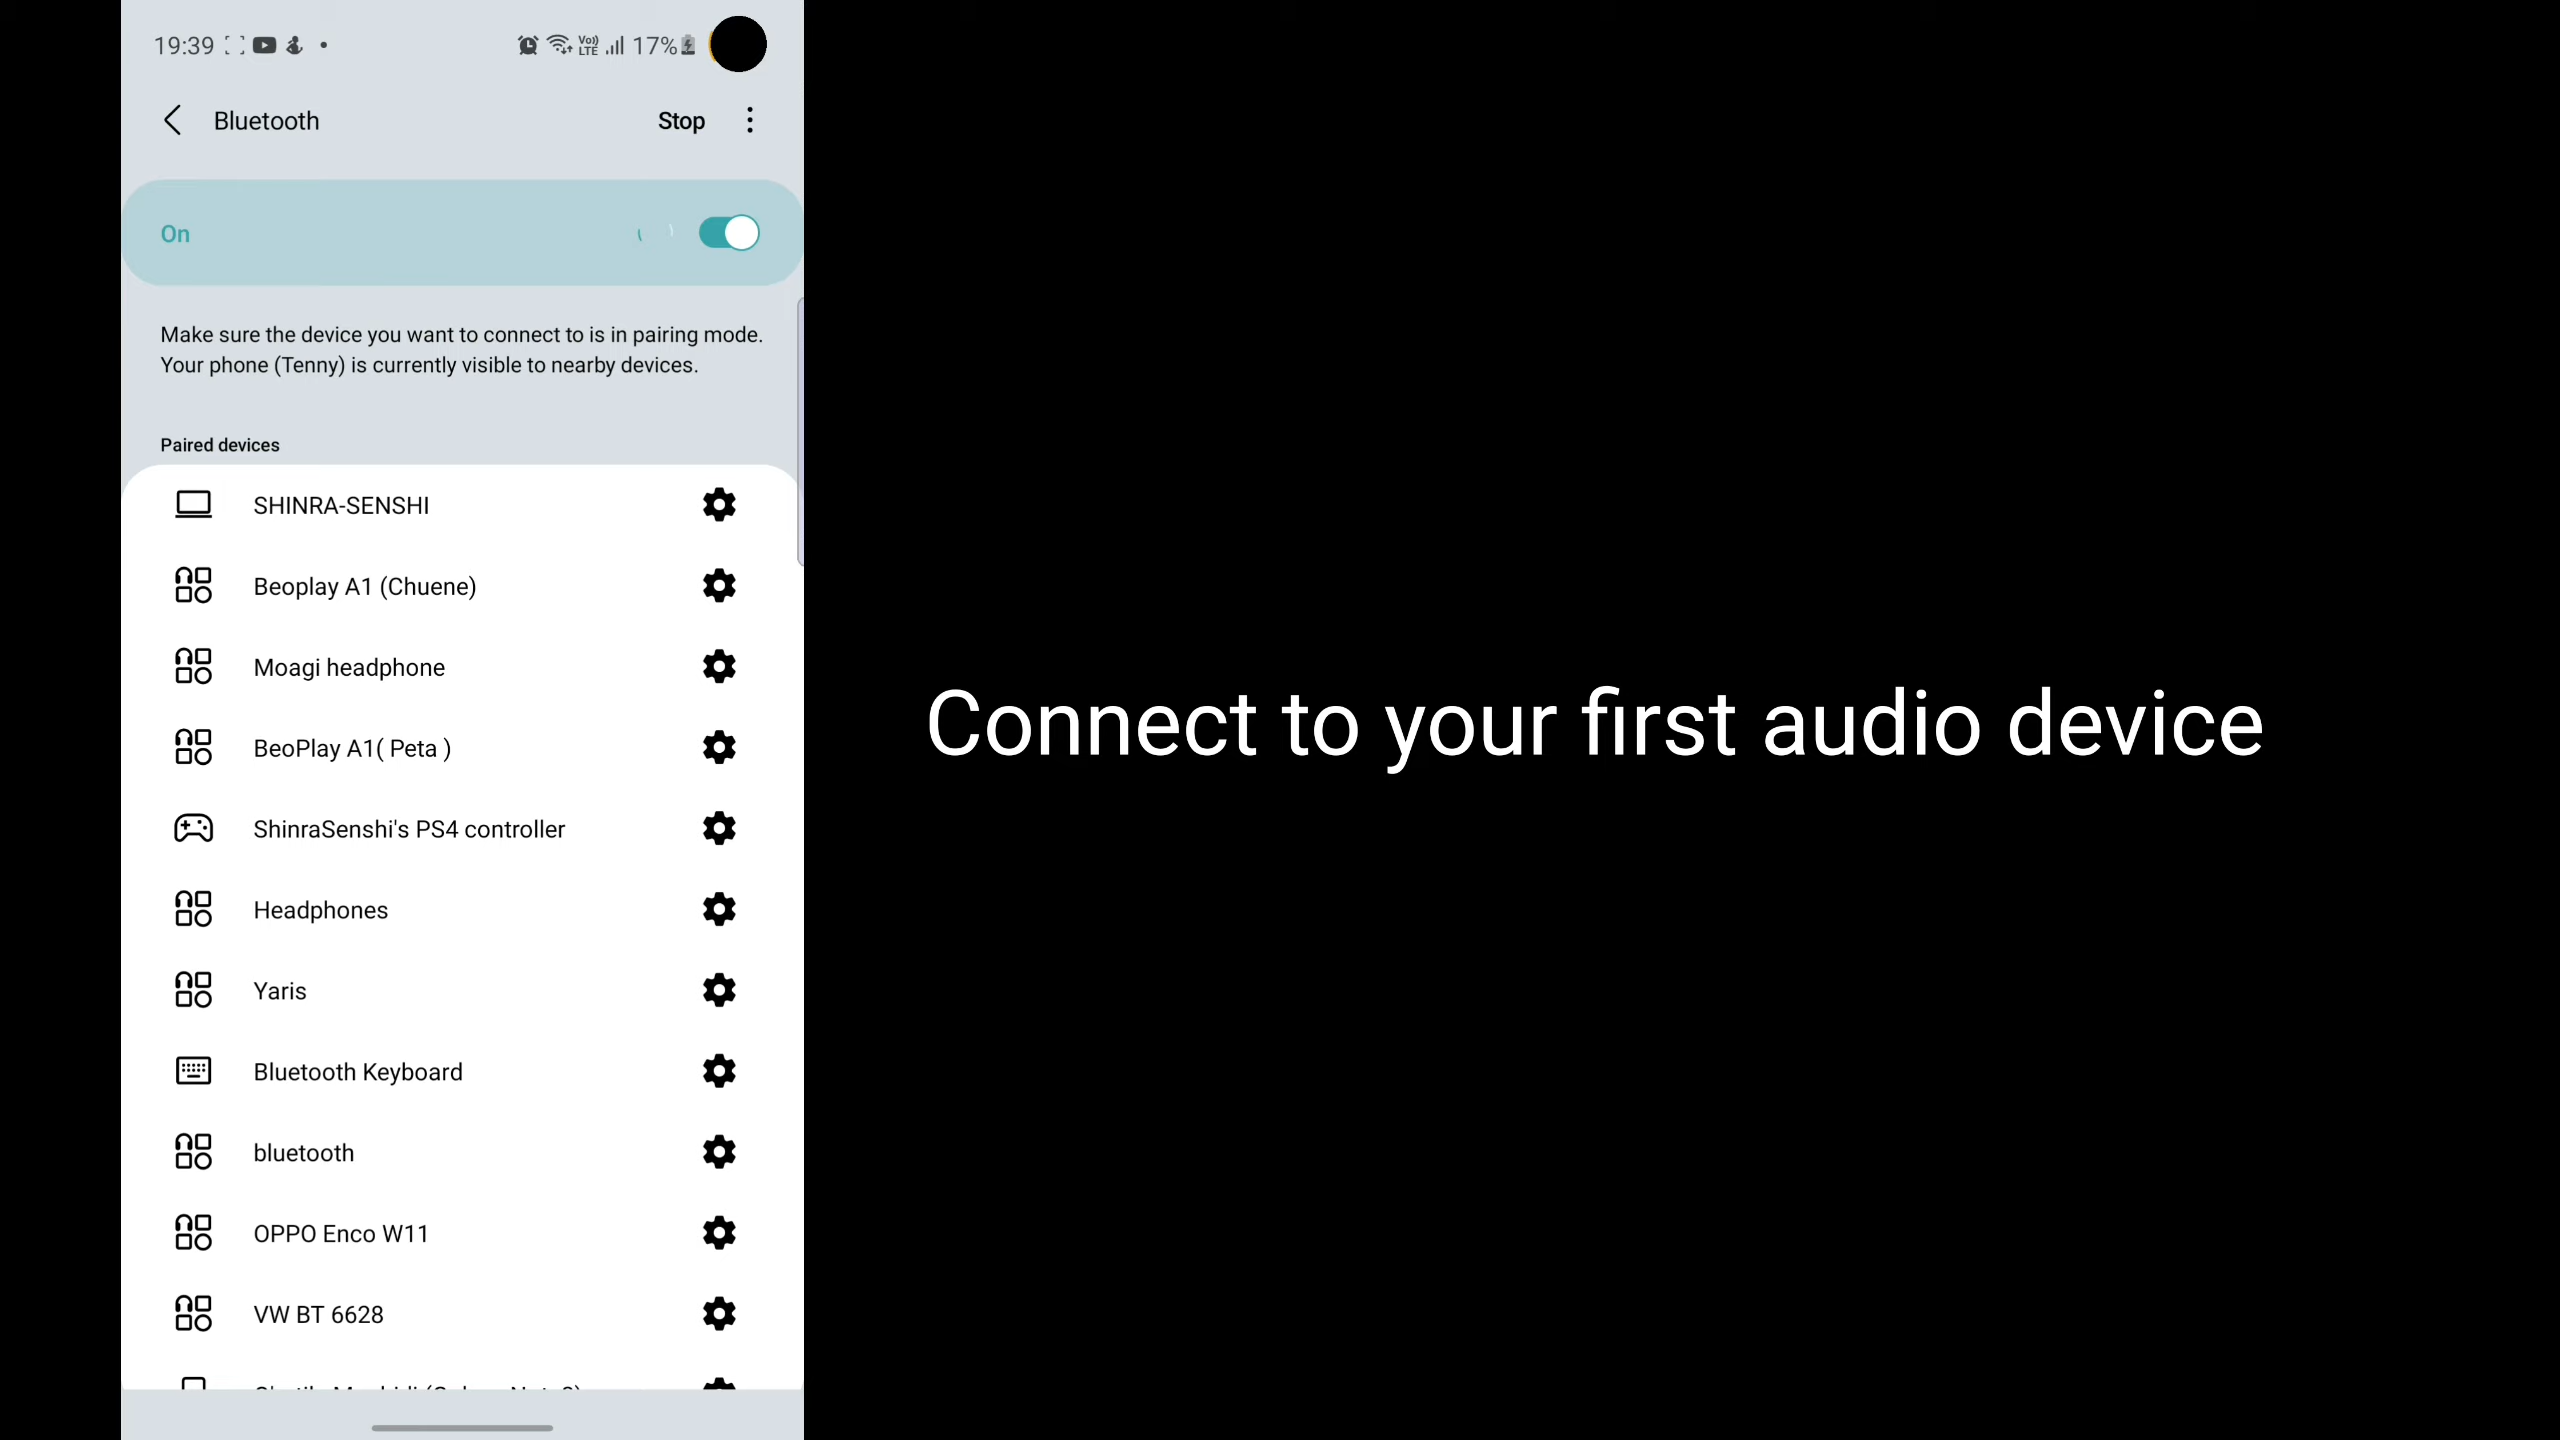 19:39
Vo)) LTE 17%
Bluetooth
Stop
On
Make sure the device you want to connect to is in pairing mode.
Your phone (Tenny) is currently visible to nearby devices.
Paired devices
SHINRA-SENSHI
Beoplay A1 (Chuene)
Moagi headphone
BeoPlay A1( Peta )
ShinraSenshi's PS4 controller
Headphones
Yaris
Bluetooth Keyboard
bluetooth
OPPO Enco W11
VW BT 6628
Connect to your first audio device